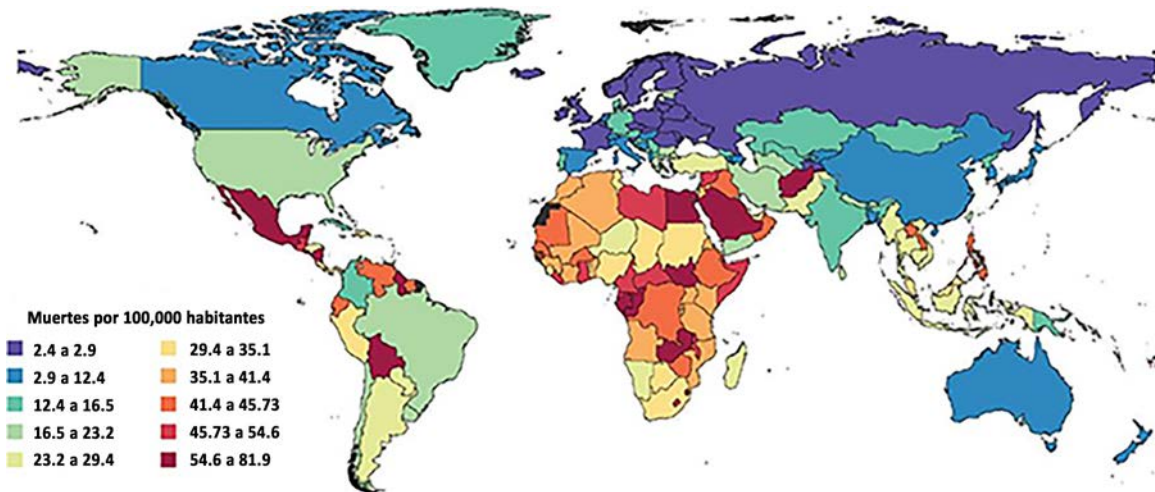 Muertes por 100,000 habitantes
2.4 a 2.9
2.9 a 12.4
12.4 a 16.5
16.5 a 23.2
23.2 a 29.4
29.4 a 35.1
35.1 a 41.4
41.4 a 45.73
45.73 a 54.6
54.6 a 81.9